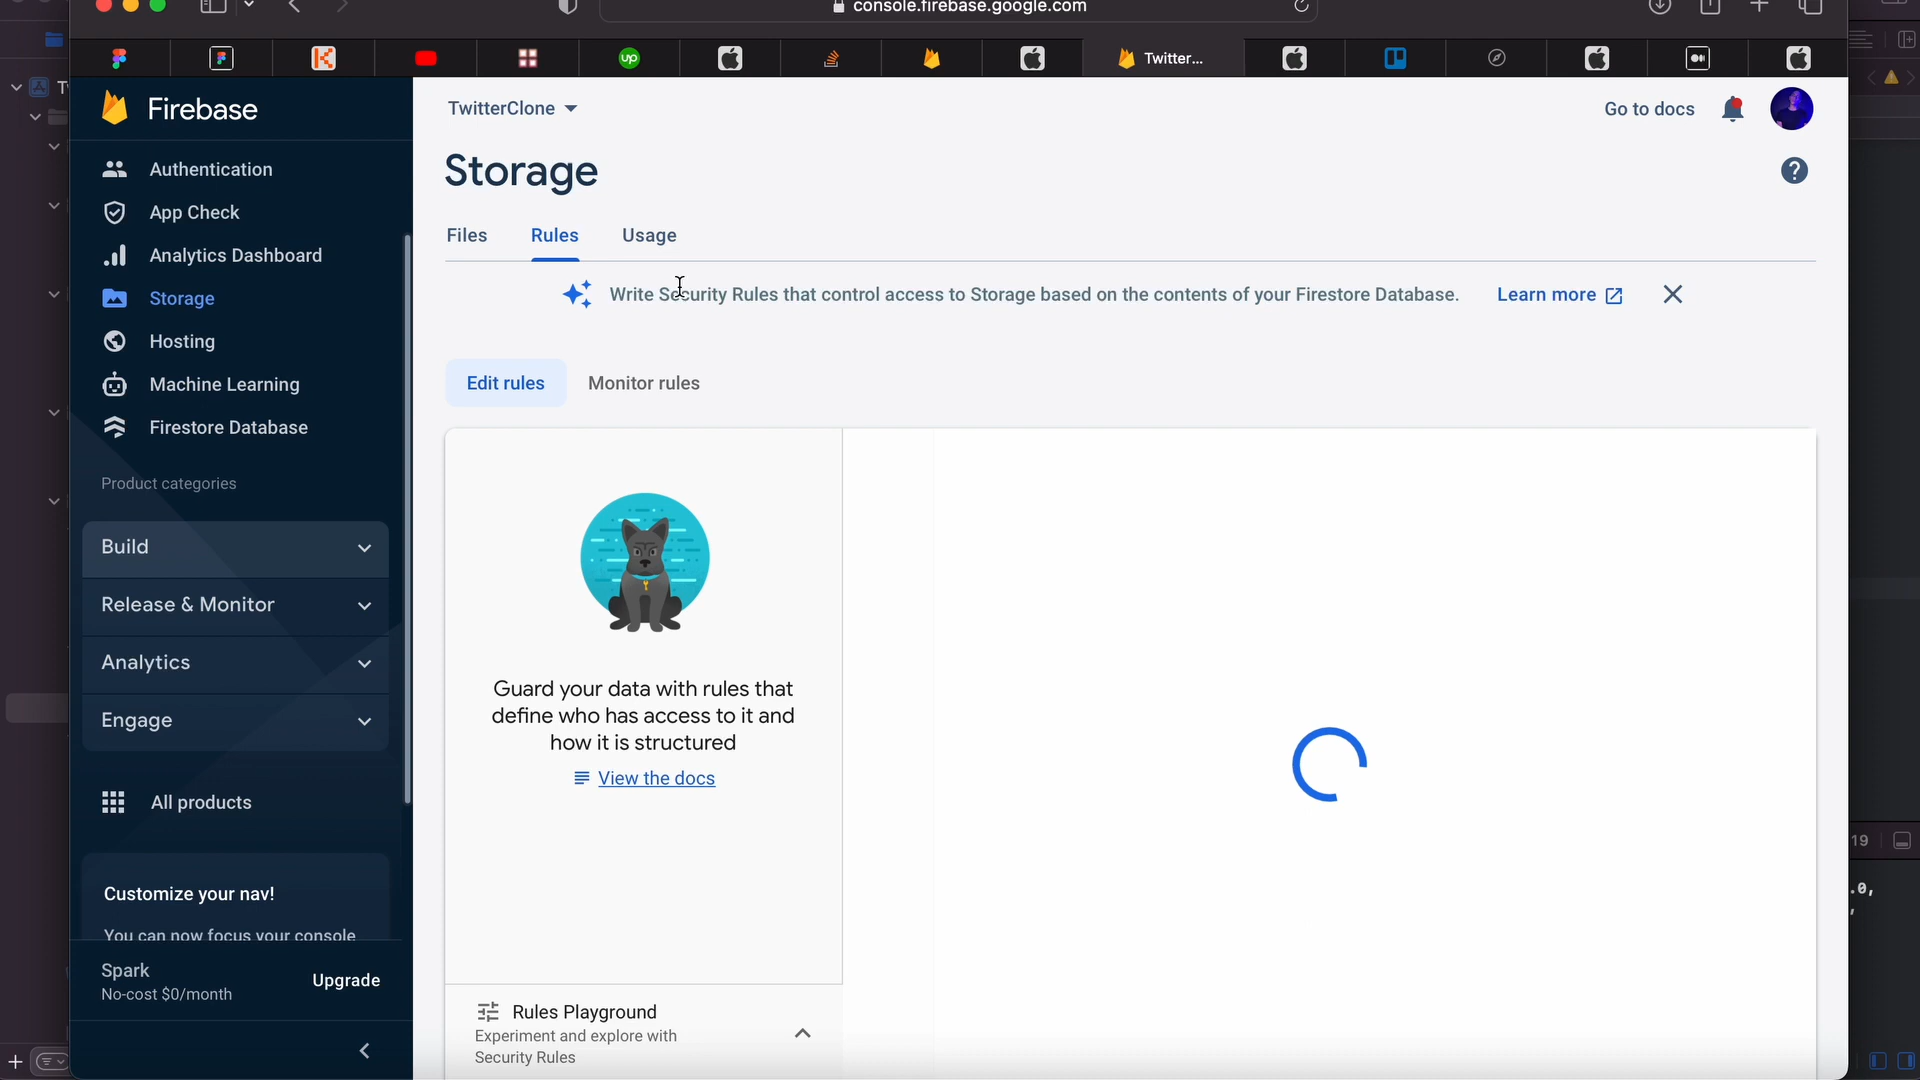 console.firebase.google.com
up
Twitter...
T
Firebase
TwitterClone
Go to docs
Authentication
App Check
Analytics Dashboard
Storage
Hosting
Machine Learning
Firestore Database
Product categories
Build
Release & Monitor
Analytics
Engage
All products
Customize your nav!
You can now focus your console
Spark
No-cost $0/month
Upgrade
Storage
Files
Rules
Usage
Write Security Rules that control access to Storage based on the contents of your Firestore Database.
Learn more
Edit rules
Monitor rules
Guard your data with rules that
define who has access to it and
how it is structured
View the docs
Rules Playground
Experiment and explore with
Security Rules
19
.0,
,